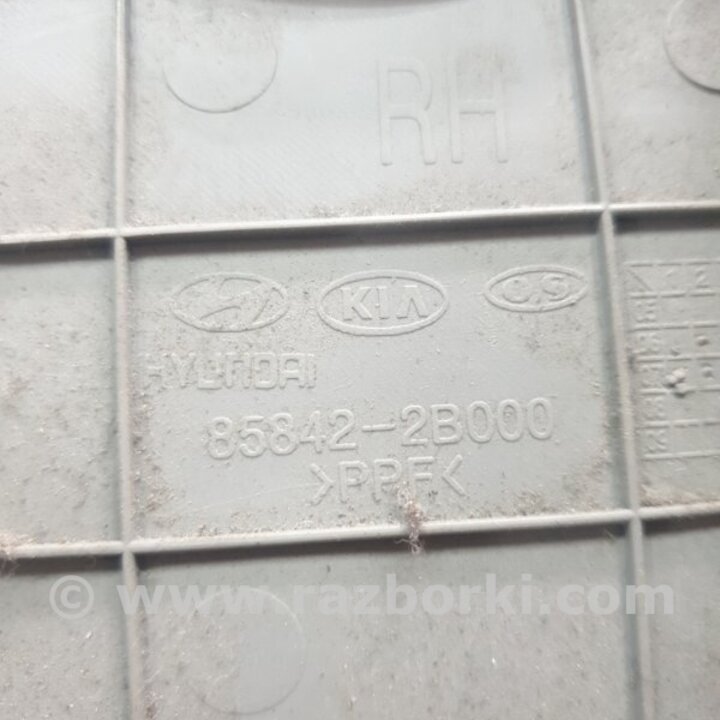 RH
KIA
HYUNDAI
85842-2B000
>PPF<
© www.razborki.com